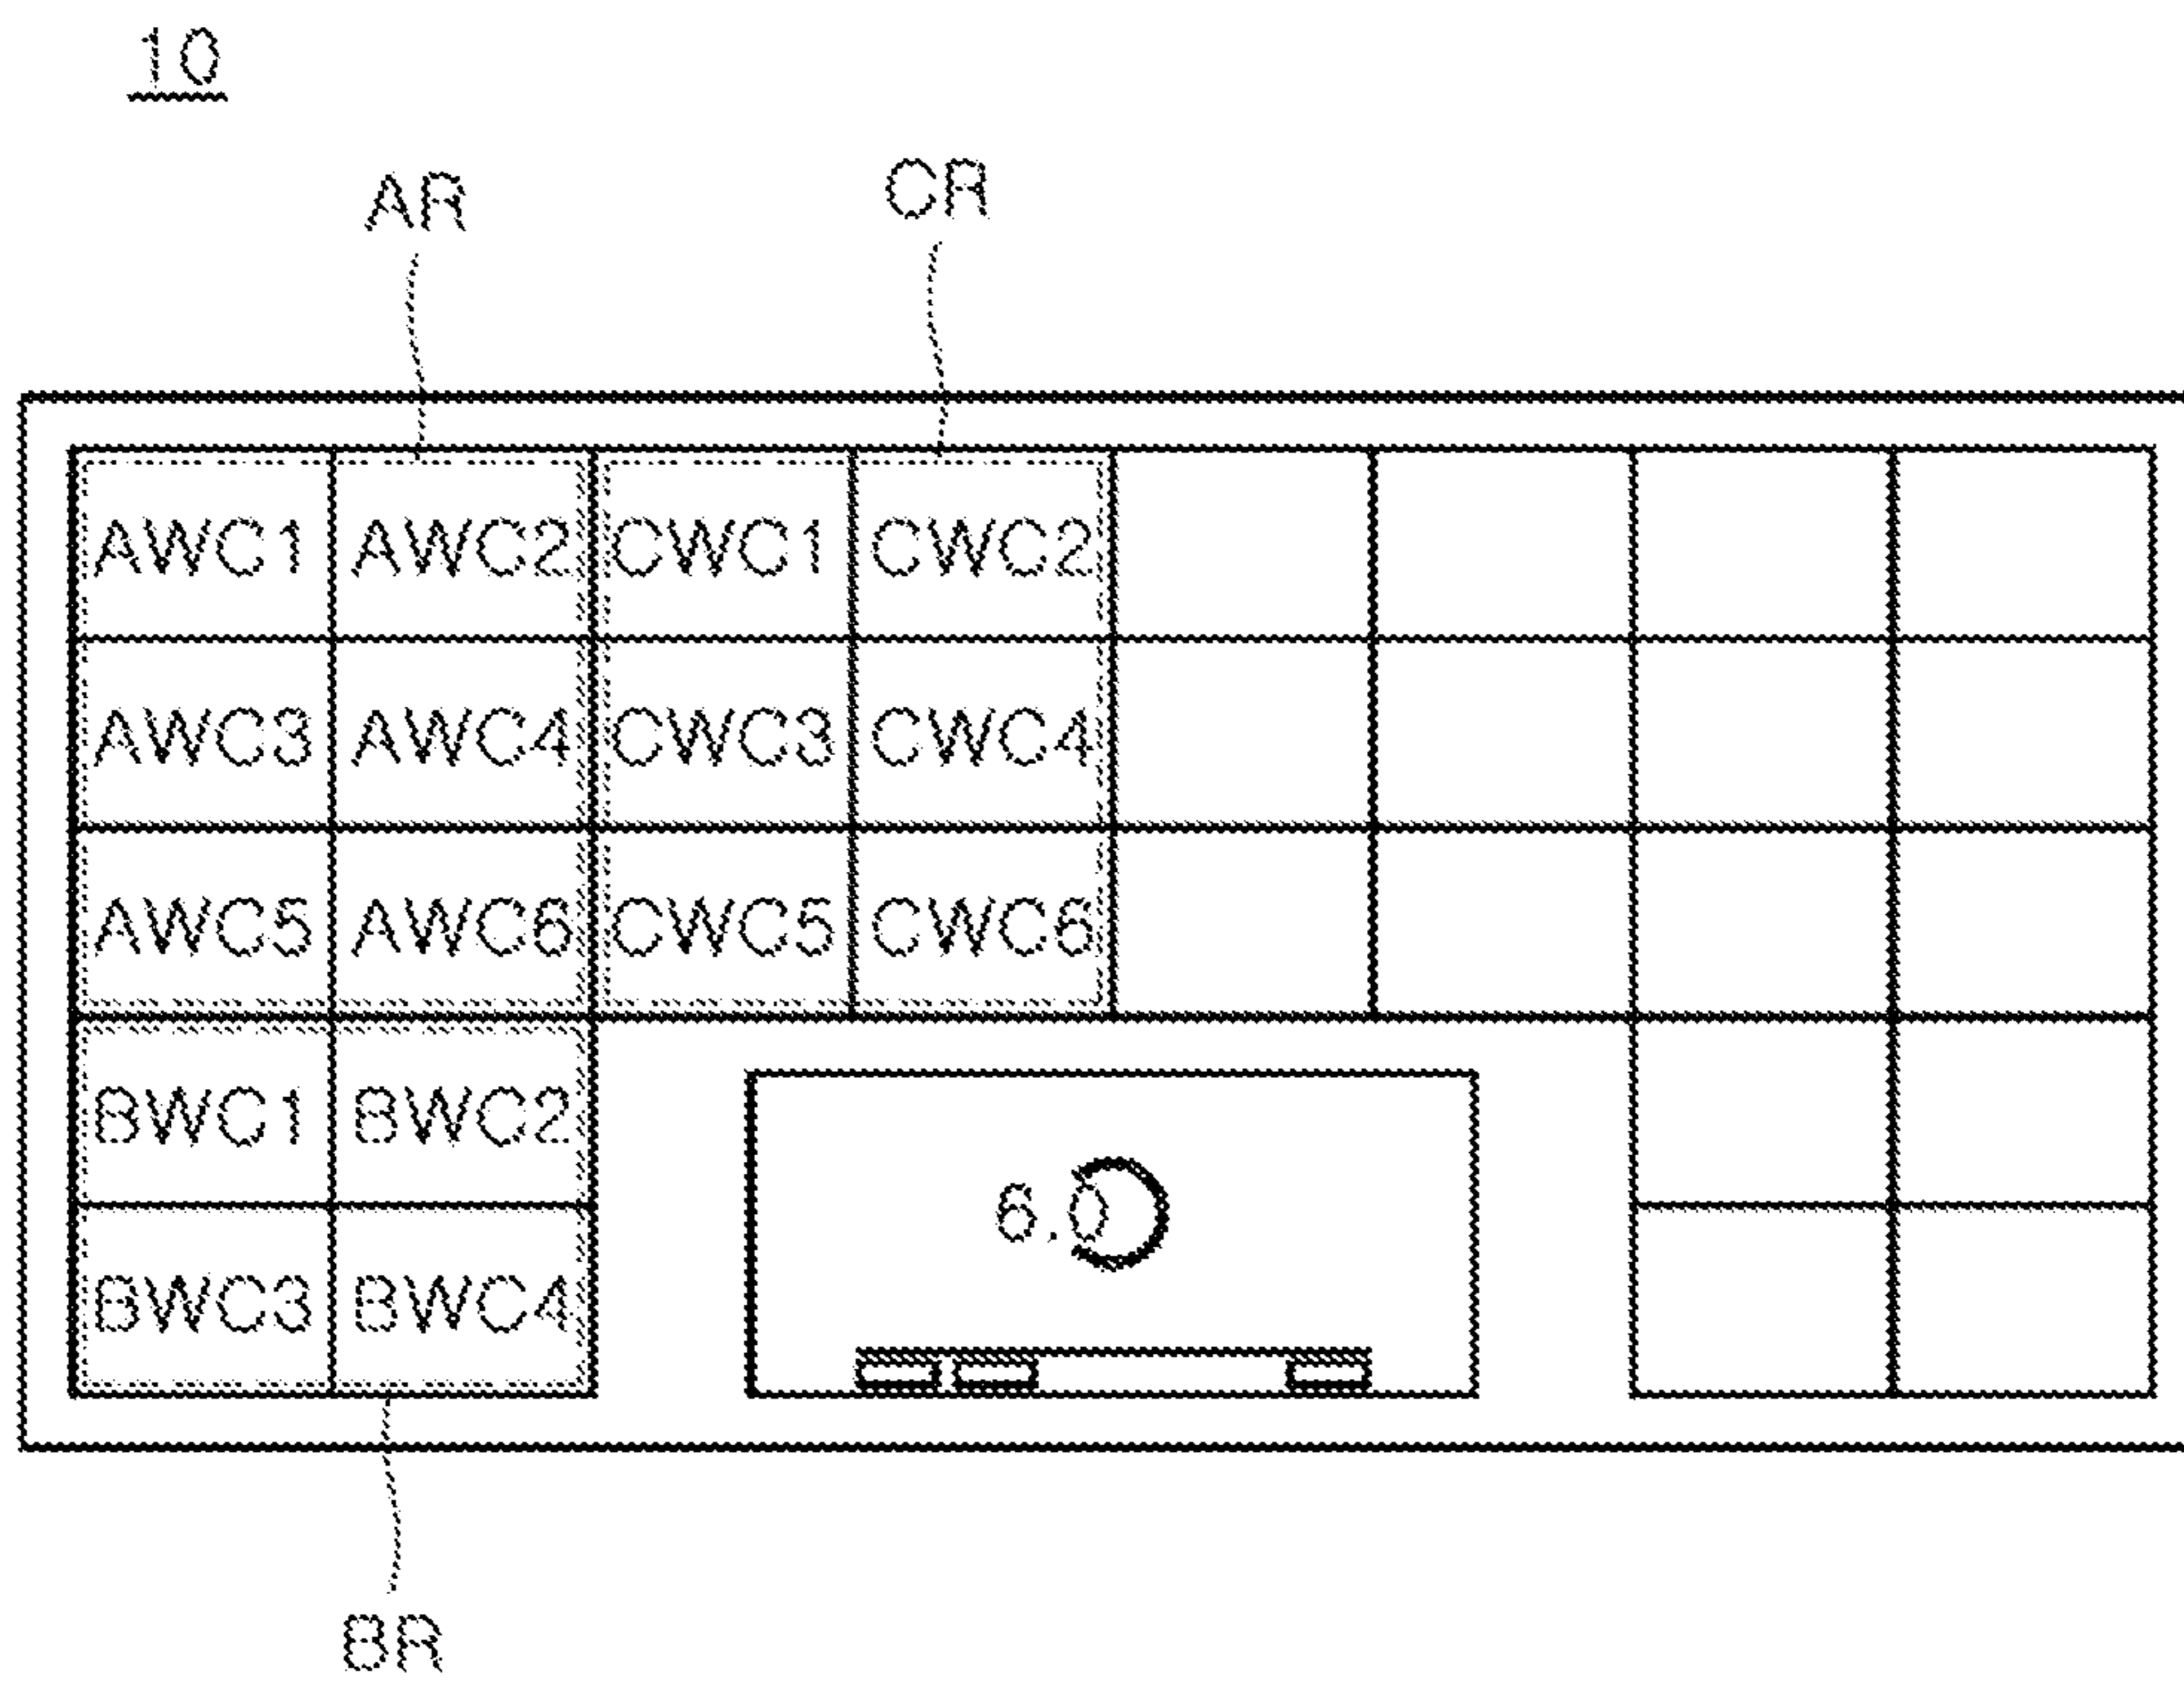 10
AR CR
AWC1 AWC2 CWC1 CWC2
AWC3 AWC4 CWC3 CWC4
AWC5 AWC6 CWC5 CWC6
BWC1 BWC2
6.0
BWC3 BWC4
BR